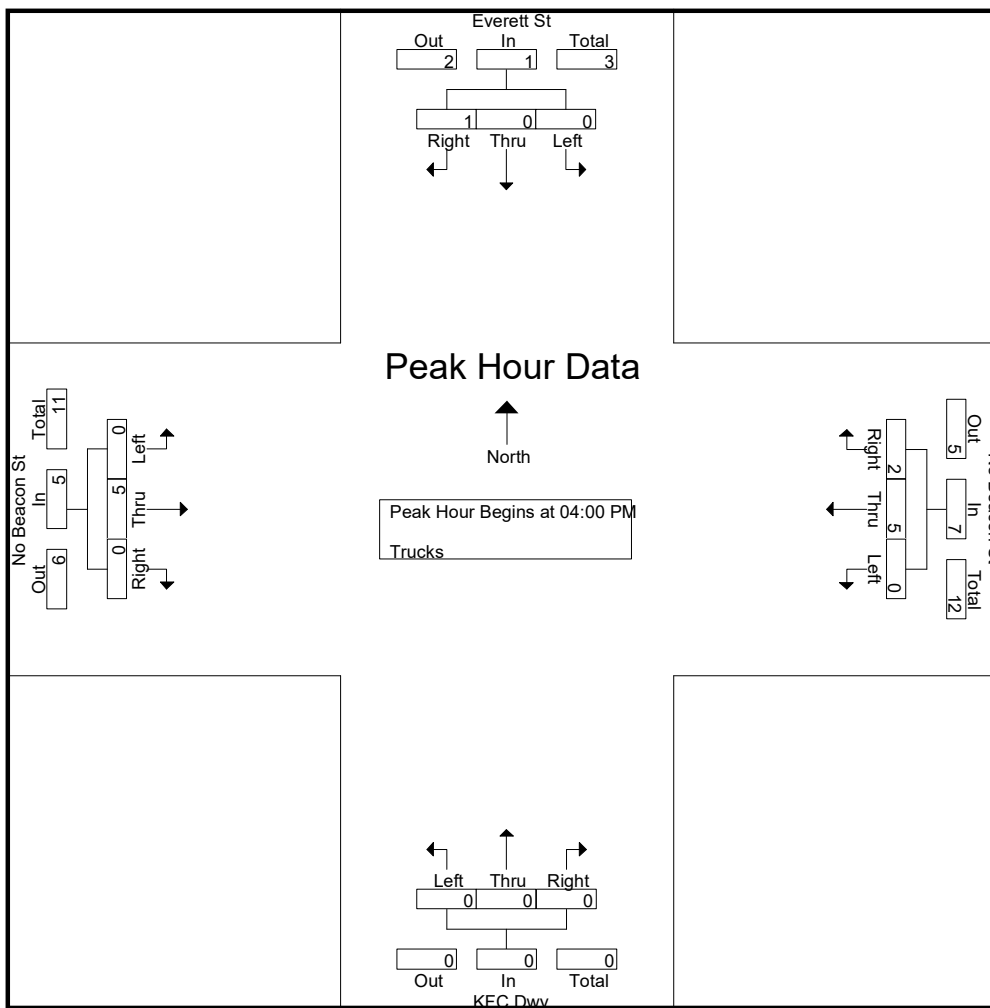 Everett St
Out In Total
2 1 3
1 0 0
Right Thru Left
Peak Hour Data
North
Peak Hour Begins at 04:00 PM
Trucks
No Beacon St
Total In Out
11 5 6
0 5 0
Left Thru Right
Right Thru Left
2 5 0
Out In Total
5 7 12
Left Thru Right
0 0 0
0 0 0
Out In Total
KFC Dwy